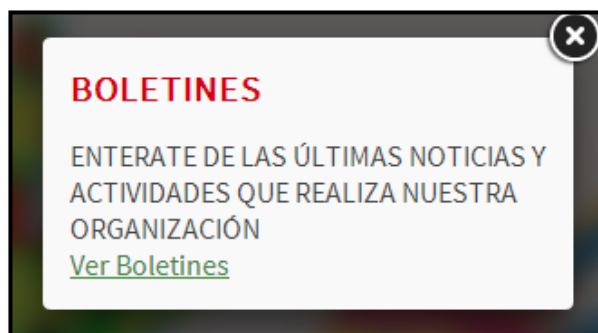 BOLETINES
ENTERATE DE LAS ÚLTIMAS NOTICIAS Y
ACTIVIDADES QUE REALIZA NUESTRA
ORGANIZACIÓN
Ver Boletines